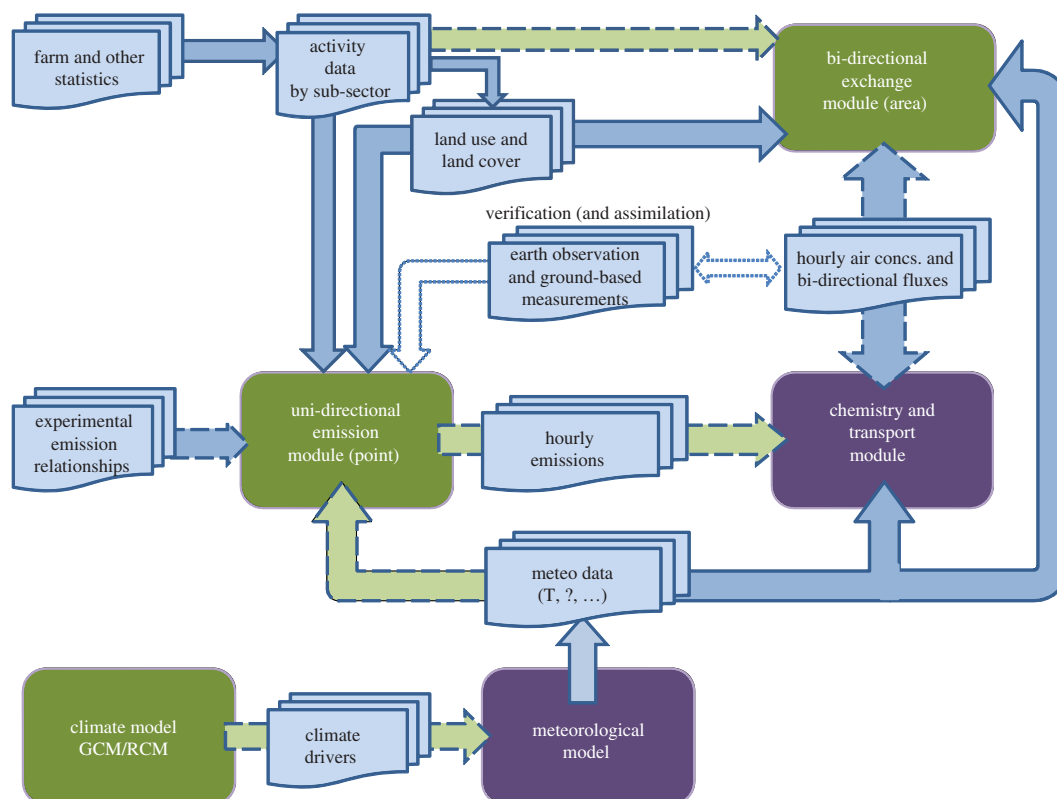 farm and other
statistics
activity
data
by sub-sector
bi-directional
exchange
module (area)
land use and
land cover
verification (and assimilation)
earth observation
and ground-based
measurements
hourly air concs. and
bi-directional fluxes
experimental
emission
relationships
uni-directional
emission
module (point)
hourly
emissions
chemistry and
transport
module
meteo data
(T, ?, …)
climate model
GCM/RCM
climate
drivers
meteorological
model